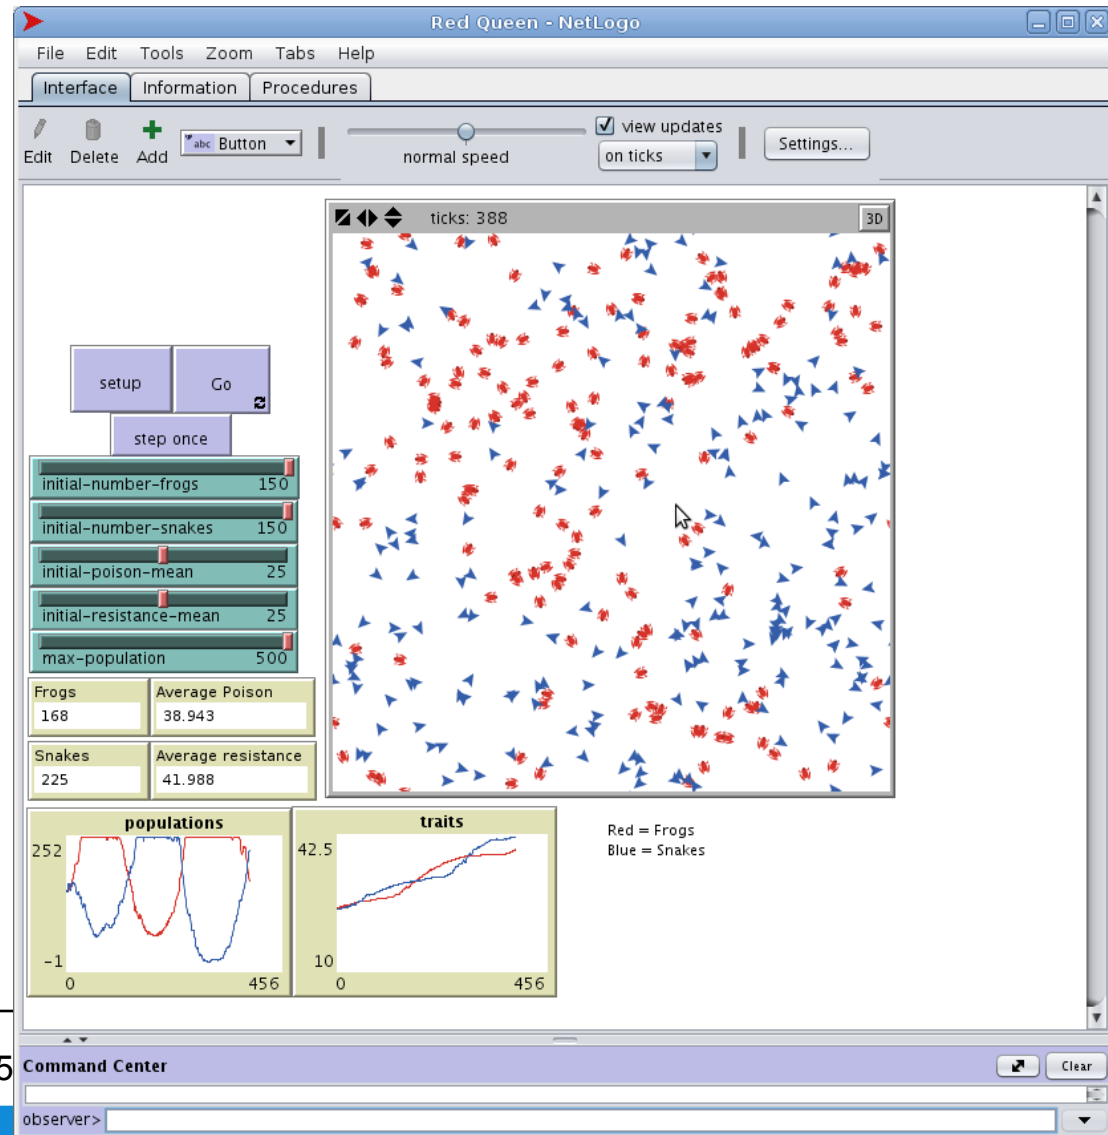 Red Queen - NetLogo
File Edit Tools Zoom Tabs Help
Interface Information Procedures
Edit Delete Add abc Button normal speed view updates on ticks Settings...
ticks: 388 3D
setup Go
step once
initial-number-frogs 150
initial-number-snakes 150
initial-poison-mean 25
initial-resistance-mean 25
max-population 500
Frogs Average Poison
168 38.943
Snakes Average resistance
225 41.988
populations
252
-1
0 456
traits
42.5
10
0 456
Red = Frogs
Blue = Snakes
5
Command Center Clear
observer>